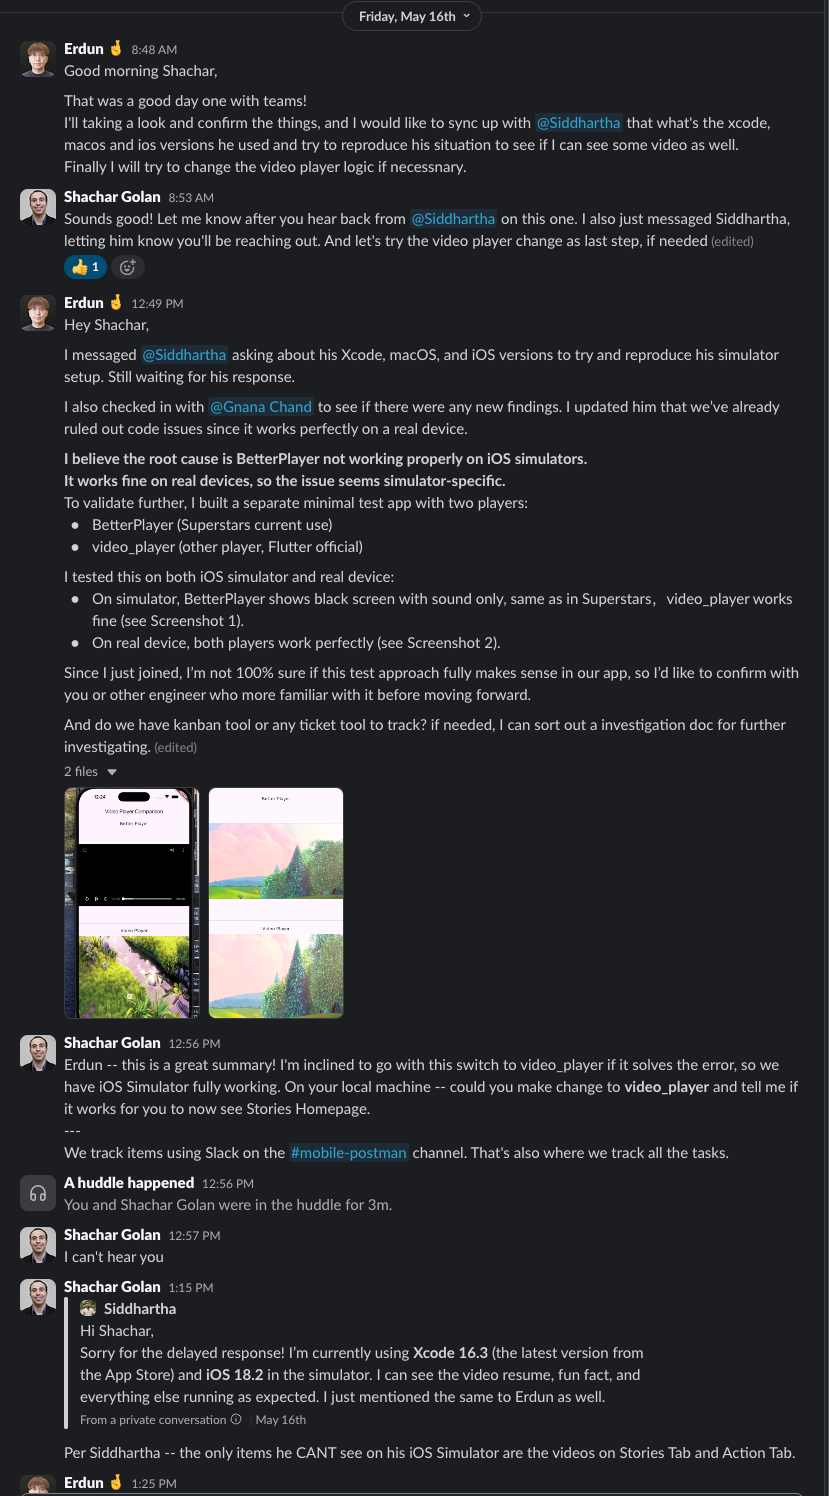 Friday, May 16th
Erdun 🤞 8:48 AM
Good morning Shachar,
That was a good day one with teams!
I'll taking a look and confirm the things, and I would like to sync up with @Siddhartha that what's the xcode,
macos and ios versions he used and try to reproduce his situation to see if I can see some video as well.
Finally I will try to change the video player logic if necessnary.
Shachar Golan 8:53 AM
Sounds good! Let me know after you hear back from @Siddhartha on this one. I also just messaged Siddhartha,
letting him know you'll be reaching out. And let's try the video player change as last step, if needed (edited)
👍 1
Erdun 🤞 12:49 PM
Hey Shachar,
I messaged @Siddhartha asking about his Xcode, macOS, and iOS versions to try and reproduce his simulator
setup. Still waiting for his response.
I also checked in with @Gnana Chand to see if there were any new findings. I updated him that we've already
ruled out code issues since it works perfectly on a real device.
I believe the root cause is BetterPlayer not working properly on iOS simulators.
It works fine on real devices, so the issue seems simulator-specific.
To validate further, I built a separate minimal test app with two players:
● BetterPlayer (Superstars current use)
● video_player (other player, Flutter official)
I tested this on both iOS simulator and real device:
● On simulator, BetterPlayer shows black screen with sound only, same as in Superstars， video_player works
fine (see Screenshot 1).
● On real device, both players work perfectly (see Screenshot 2).
Since I just joined, I'm not 100% sure if this test approach fully makes sense in our app, so I'd like to confirm with
you or other engineer who more familiar with it before moving forward.
And do we have kanban tool or any ticket tool to track? if needed, I can sort out a investigation doc for further
investigating. (edited)
2 files
12:24
Video Player Comparison
Better Player
Video Player
Better Player
Video Player
Shachar Golan 12:56 PM
Erdun -- this is a great summary! I'm inclined to go with this switch to video_player if it solves the error, so we
have iOS Simulator fully working. On your local machine -- could you make change to video_player and tell me if
it works for you to now see Stories Homepage.
---
We track items using Slack on the #mobile-postman channel. That's also where we track all the tasks.
A huddle happened 12:56 PM
You and Shachar Golan were in the huddle for 3m.
Shachar Golan 12:57 PM
I can't hear you
Shachar Golan 1:15 PM
Siddhartha
Hi Shachar,
Sorry for the delayed response! I'm currently using Xcode 16.3 (the latest version from
the App Store) and iOS 18.2 in the simulator. I can see the video resume, fun fact, and
everything else running as expected. I just mentioned the same to Erdun as well.
From a private conversation | May 16th
Per Siddhartha -- the only items he CANT see on his iOS Simulator are the videos on Stories Tab and Action Tab.
Erdun 🤞 1:25 PM